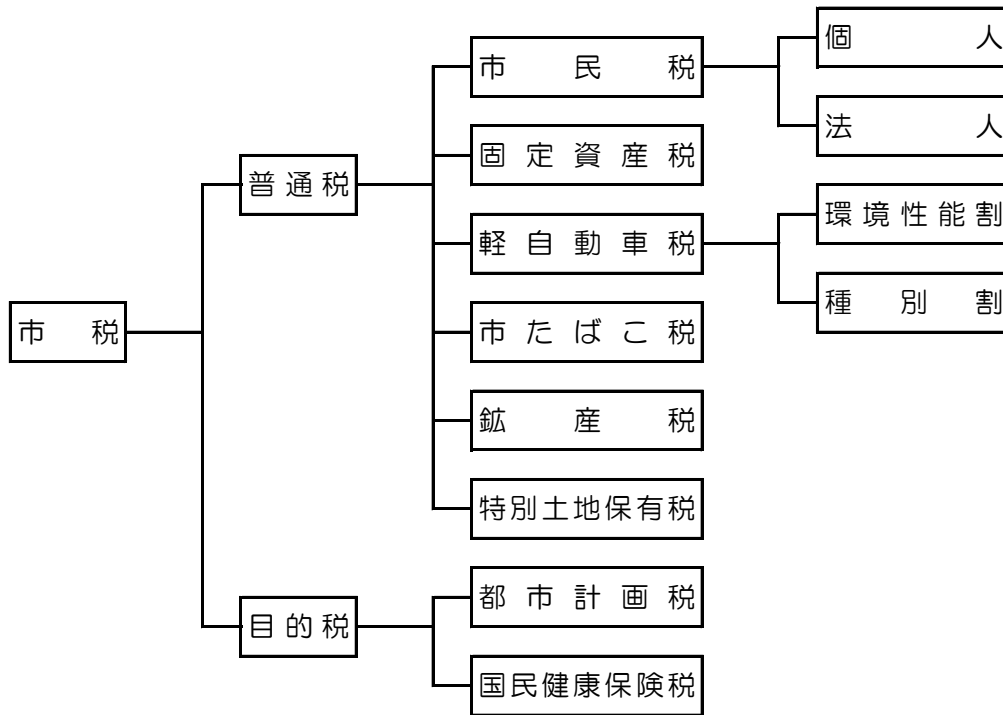 市税
普通税
市民税
個人
法人
固定資産税
軽自動車税
環境性能割
種別割
市たばこ税
鉱産税
特別土地保有税
目的税
都市計画税
国民健康保険税